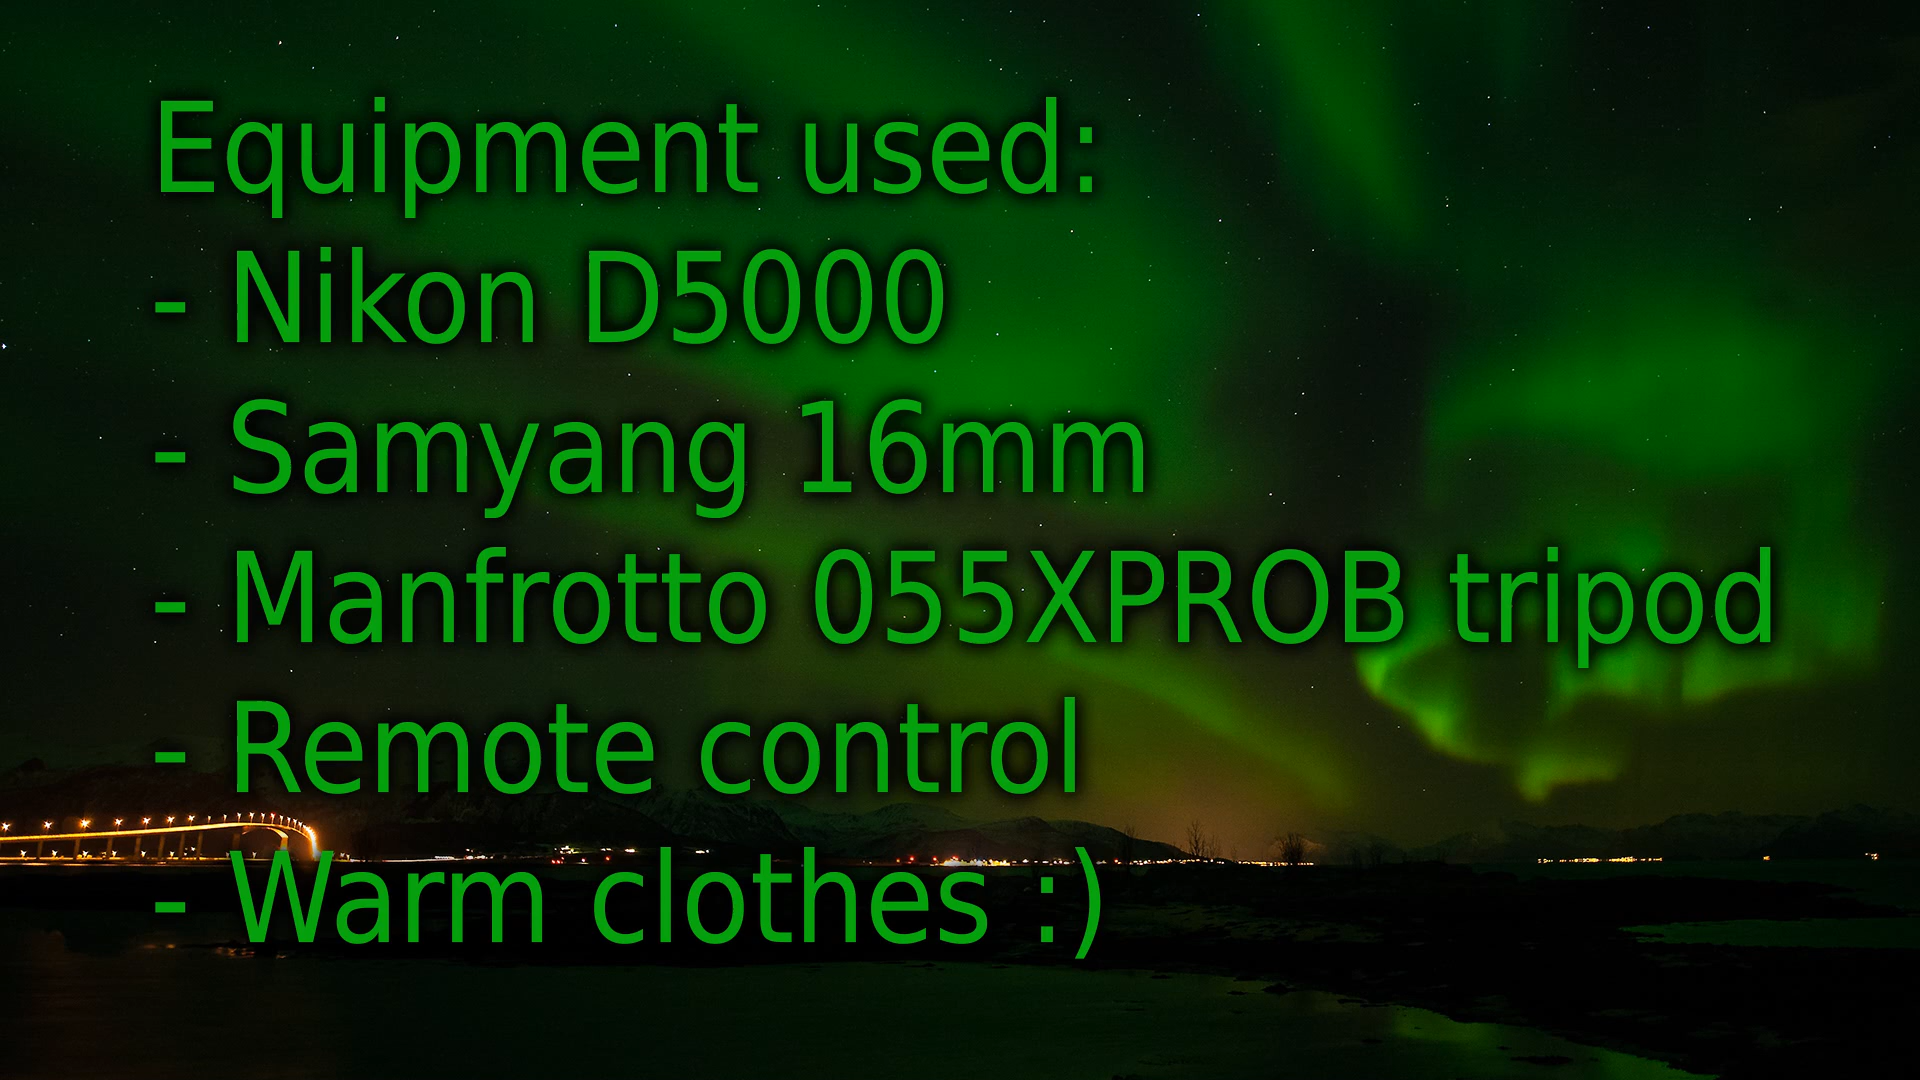 Equipment used:
- Nikon D5000
- Samyang 16mm
- Manfrotto 055XPROB tripod
- Remote control
- Warm clothes :)